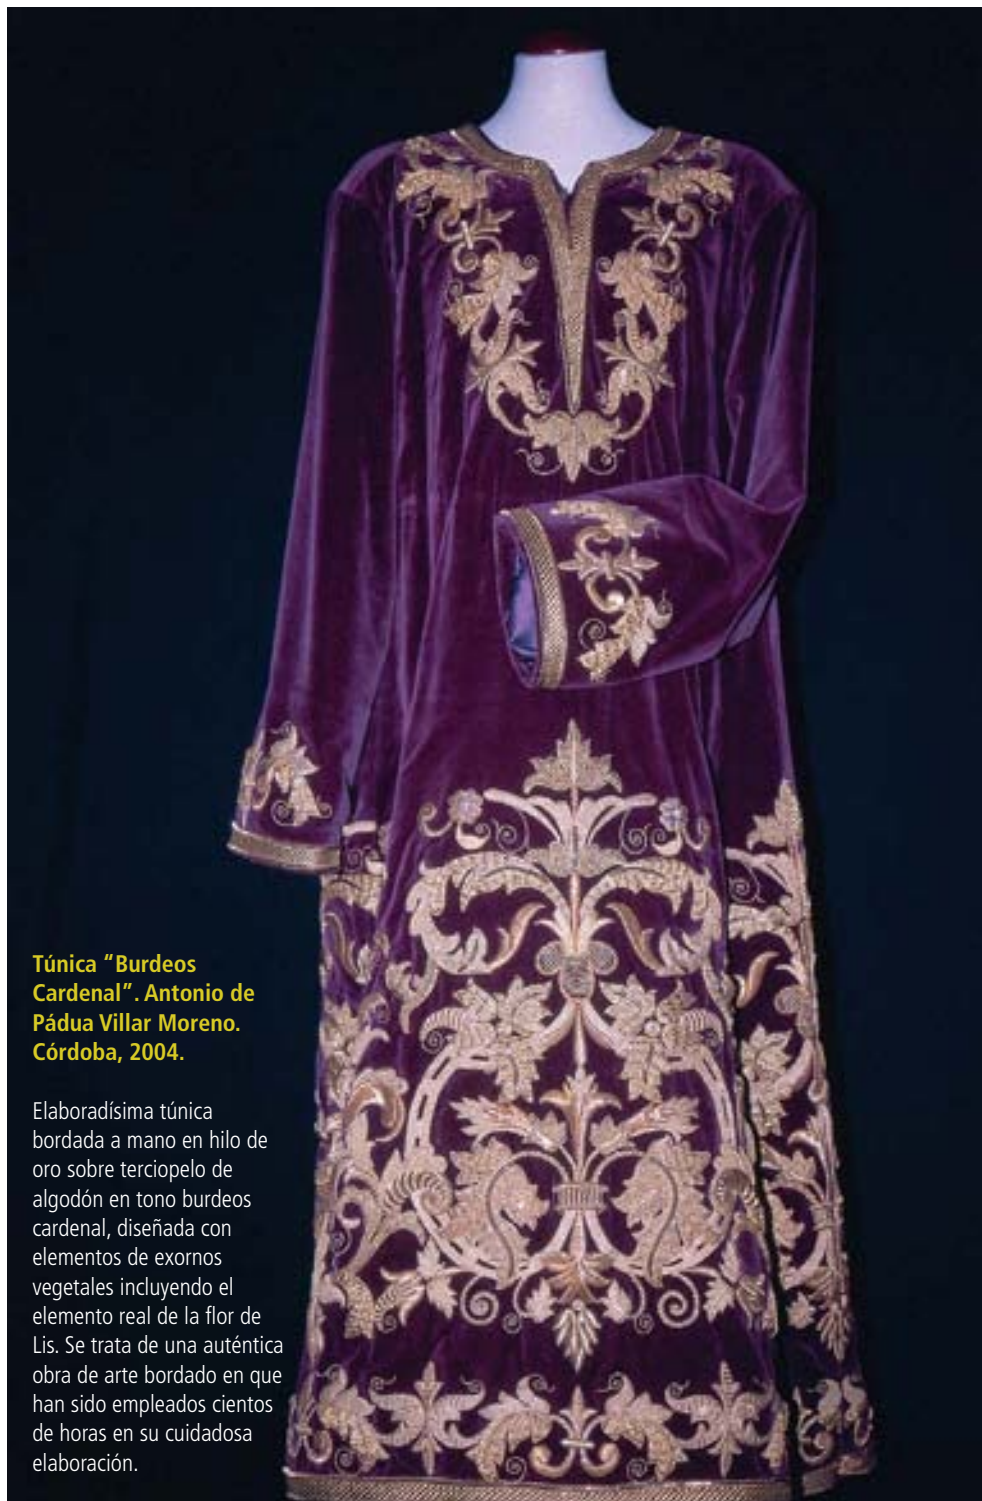 Túnica “Burdeos
Cardenal”. Antonio de
Pádua Villar Moreno.
Córdoba, 2004.
Elaboradísima túnica
bordada a mano en hilo de
oro sobre terciopelo de
algodón en tono burdeos
cardenal, diseñada con
elementos de exornos
vegetales incluyendo el
elemento real de la flor de
Lis. Se trata de una auténtica
obra de arte bordado en que
han sido empleados cientos
de horas en su cuidadosa
elaboración.